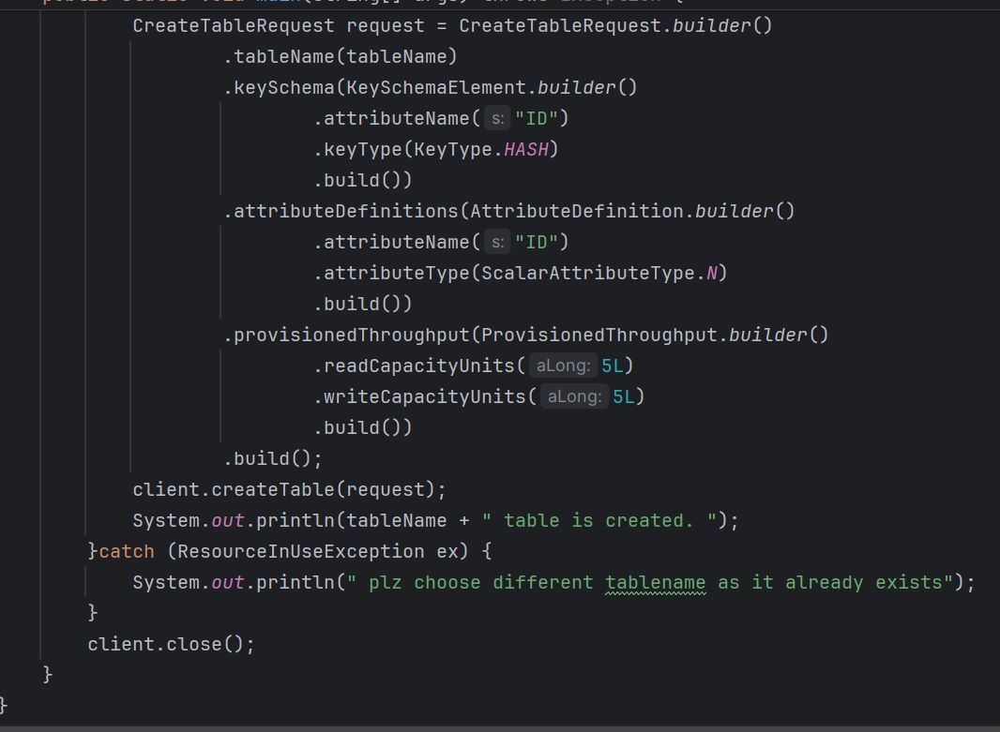 public static void main(String[] args) throws Exception {
CreateTableRequest request = CreateTableRequest.builder()
.tableName(tableName)
.keySchema(KeySchemaElement.builder()
.attributeName( s: "ID")
.keyType(KeyType.HASH)
.build())
.attributeDefinitions(AttributeDefinition.builder()
.attributeName( s: "ID")
.attributeType(ScalarAttributeType.N)
.build())
.provisionedThroughput(ProvisionedThroughput.builder()
.readCapacityUnits( aLong: 5L)
.writeCapacityUnits( aLong: 5L)
.build())
.build();
client.createTable(request);
System.out.println(tableName + " table is created. ");
}catch (ResourceInUseException ex) {
System.out.println(" plz choose different tablename as it already exists");
}
client.close();
}
}